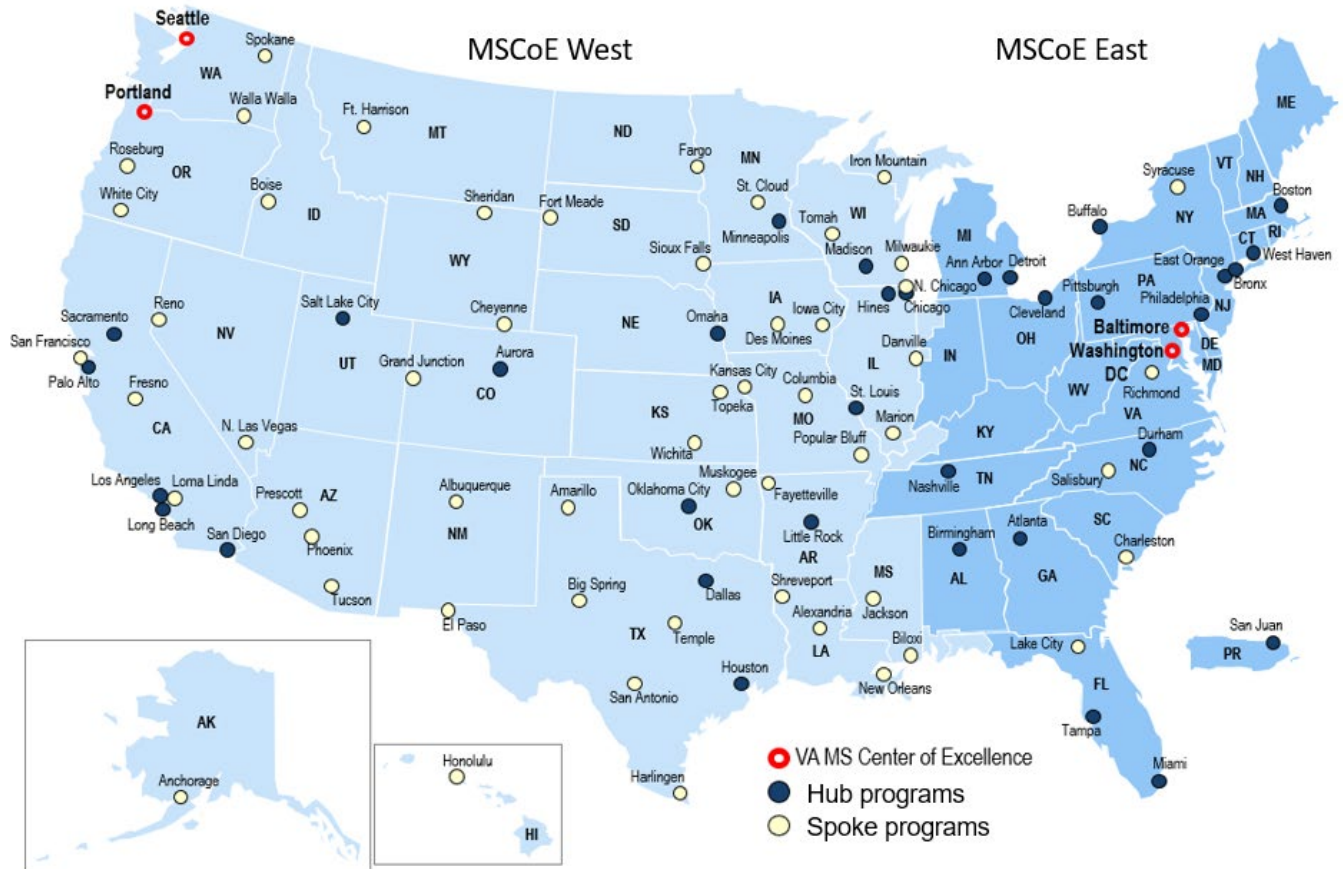 Seattle
MSCoE West
MSCoE East
Spokane
WA
Portland
Walla Walla
Ft. Harrison
MT
ND
ME
Roseburg
OR
White City
Boise
ID
Sheridan
Fort Meade
SD
Fargo
MN
St. Cloud
Minneapolis
Sioux Falls
Iron Mountain
WI
Tomah
Madison
Milwaukie
N. Chicago
Hines
Chicago
MI
Ann Arbor
Detroit
Syracuse
NY
Buffalo
VT
NH
Boston
MA
CT
RI
West Haven
East Orange
Bronx
PA
Pittsburgh
Philadelphia
NJ
Cleveland
Baltimore
Washington
DC
DE
MD
Richmond
WY
Cheyenne
Salt Lake City
Reno
Sacramento
San Francisco
Palo Alto
Fresno
NV
UT
CA
N. Las Vegas
Grand Junction
Aurora
CO
NE
Omaha
IA
Des Moines
Iowa City
IL
Danville
IN
OH
WV
VA
Kansas City
Topeka
KS
Wichita
Columbia
MO
St. Louis
Marion
Popular Bluff
KY
Durham
NC
Salisbury
Nashville
TN
Los Angeles
Loma Linda
Long Beach
San Diego
Prescott
AZ
Phoenix
Tucson
Albuquerque
NM
Amarillo
Oklahoma City
Muskogee
OK
Fayetteville
Little Rock
AR
SC
Charleston
Birmingham
AL
Atlanta
GA
MS
Jackson
Shreveport
Alexandria
LA
Biloxi
New Orleans
Big Spring
Dallas
Temple
TX
El Paso
San Antonio
Houston
Harlingen
Lake City
FL
Tampa
Miami
San Juan
PR
AK
Anchorage
Honolulu
HI
VA MS Center of Excellence
Hub programs
Spoke programs